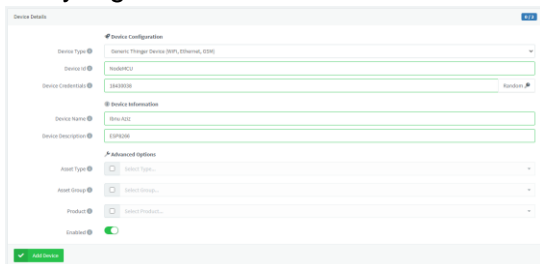 Device Details
Device Configuration
Device Type Generic Thinger Device (WiFi, Ethernet, GSM)
Device Id NodeMCU
Device Credentials 26439036 Random
Device Information
Device Name Ibnu
Device Description ESP8266
Advanced Options
Asset Type Select Type...
Asset Group Select Group...
Product Select Product...
Enabled
Add Device